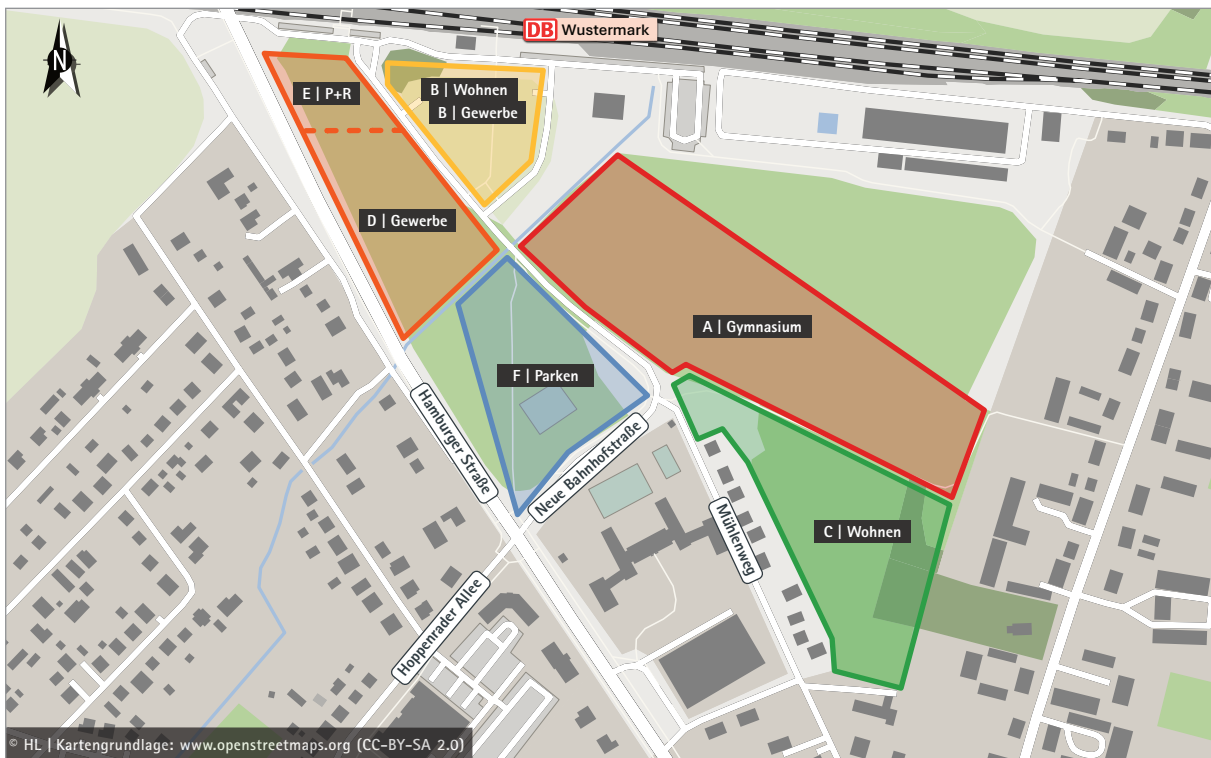 N
DB Wustermark
E | P+R
B | Wohnen
B | Gewerbe
D | Gewerbe
A | Gymnasium
F | Parken
Hamburger Straße
Neue Bahnhofstraße
Mühlenweg
C | Wohnen
Hoppenrader Allee
© HL | Kartengrundlage: www.openstreetmaps.org (CC-BY-SA 2.0)